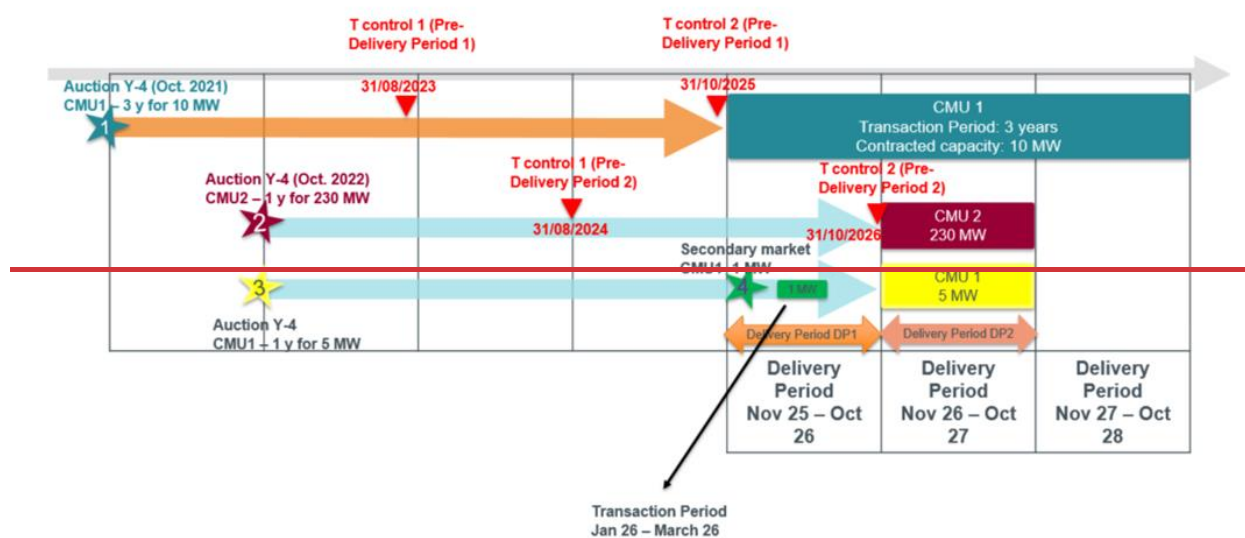 T control 1 (Pre-
Delivery Period 1)
T control 2 (Pre-
Delivery Period 1)
Auction Y-4 (Oct. 2021)
CMU1 – 3 y for 10 MW
31/08/2023
31/10/2025
1
CMU 1
Transaction Period: 3 years
Contracted capacity: 10 MW
T control 1 (Pre-
Delivery Period 2)
T control 2 (Pre-
Delivery Period 2)
Auction Y-4 (Oct. 2022)
CMU2 – 1 y for 230 MW
2
31/08/2024
31/10/2026
CMU 2
230 MW
Secondary market
CMU1 1 MW
3
4
1 MW
CMU 1
5 MW
Auction Y-4
CMU1 – 1 y for 5 MW
Delivery Period DP1
Delivery Period DP2
Delivery
Period
Nov 25 – Oct
26
Delivery
Period
Nov 26 – Oct
27
Delivery
Period
Nov 27 – Oct
28
Transaction Period
Jan 26 – March 26